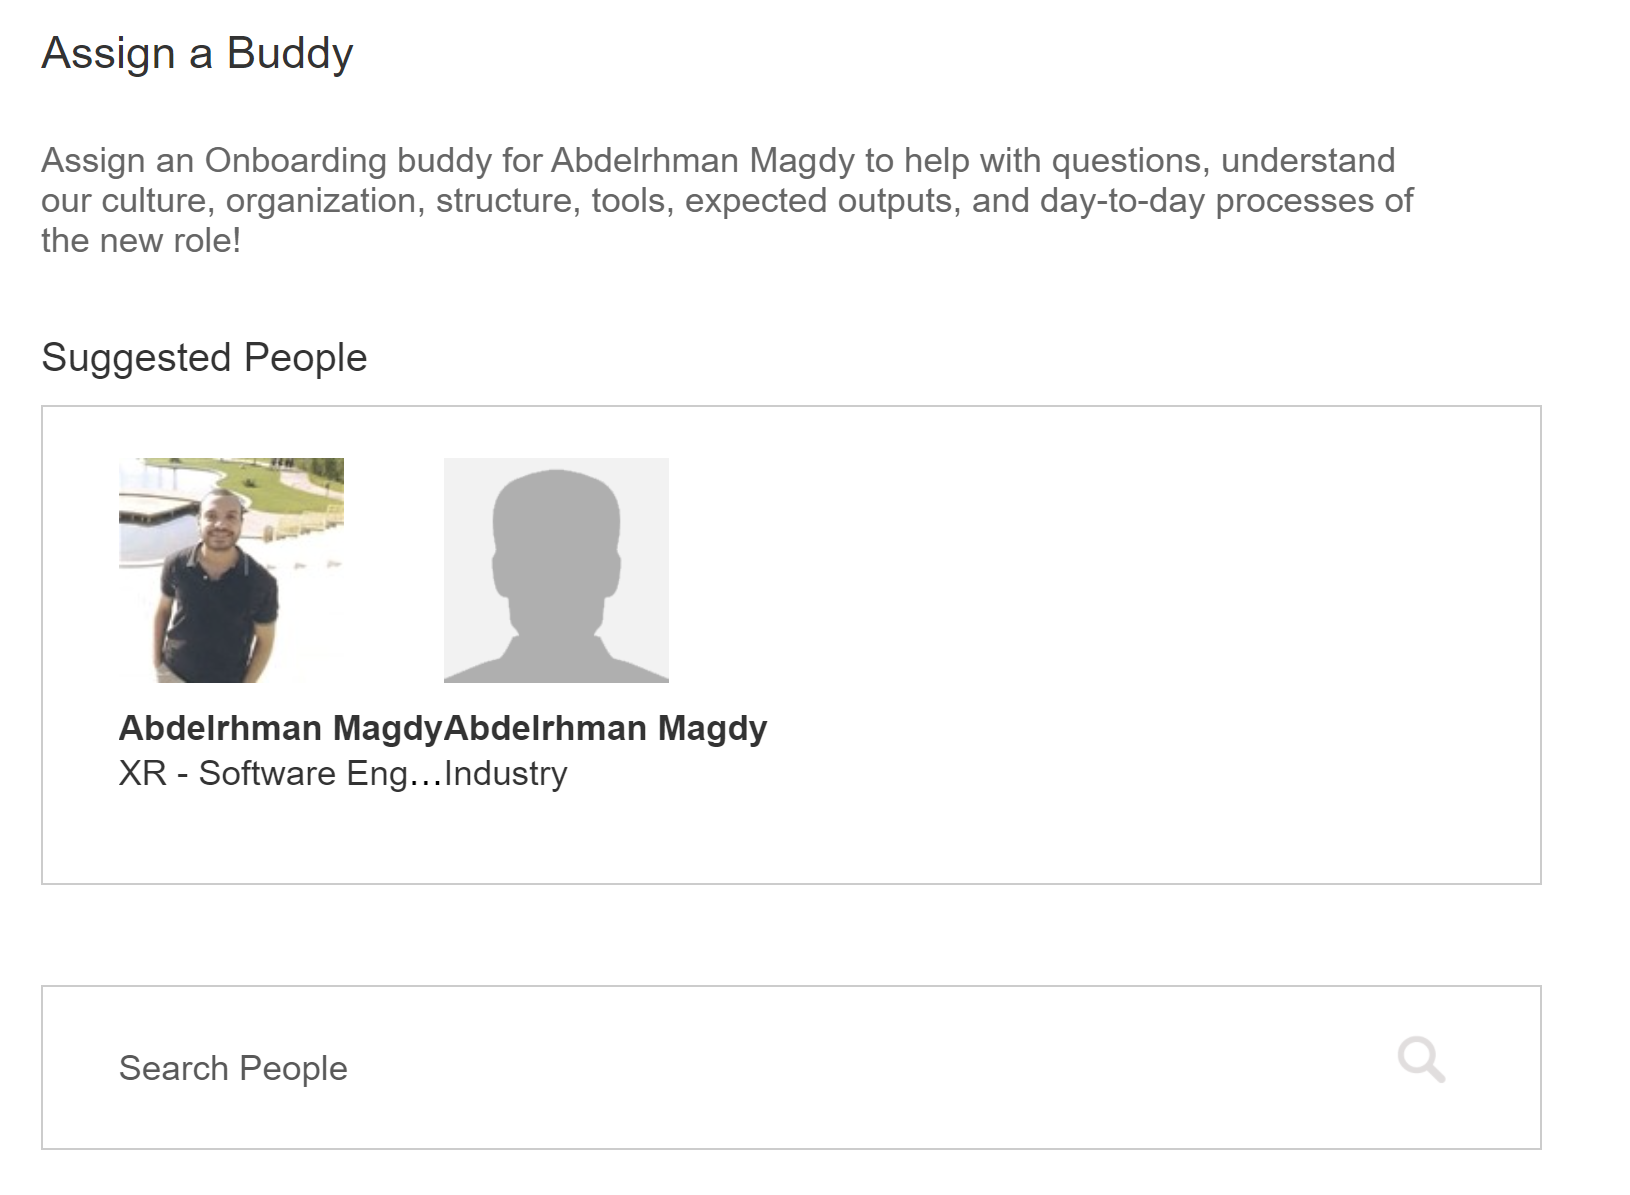 Assign a Buddy
Assign an Onboarding buddy for Abdelrhman Magdy to help with questions, understand
our culture, organization, structure, tools, expected outputs, and day-to-day processes of
the new role!
Suggested People
Abdelrhman Magdy
XR - Software Eng...
Abdelrhman Magdy
Industry
Search People